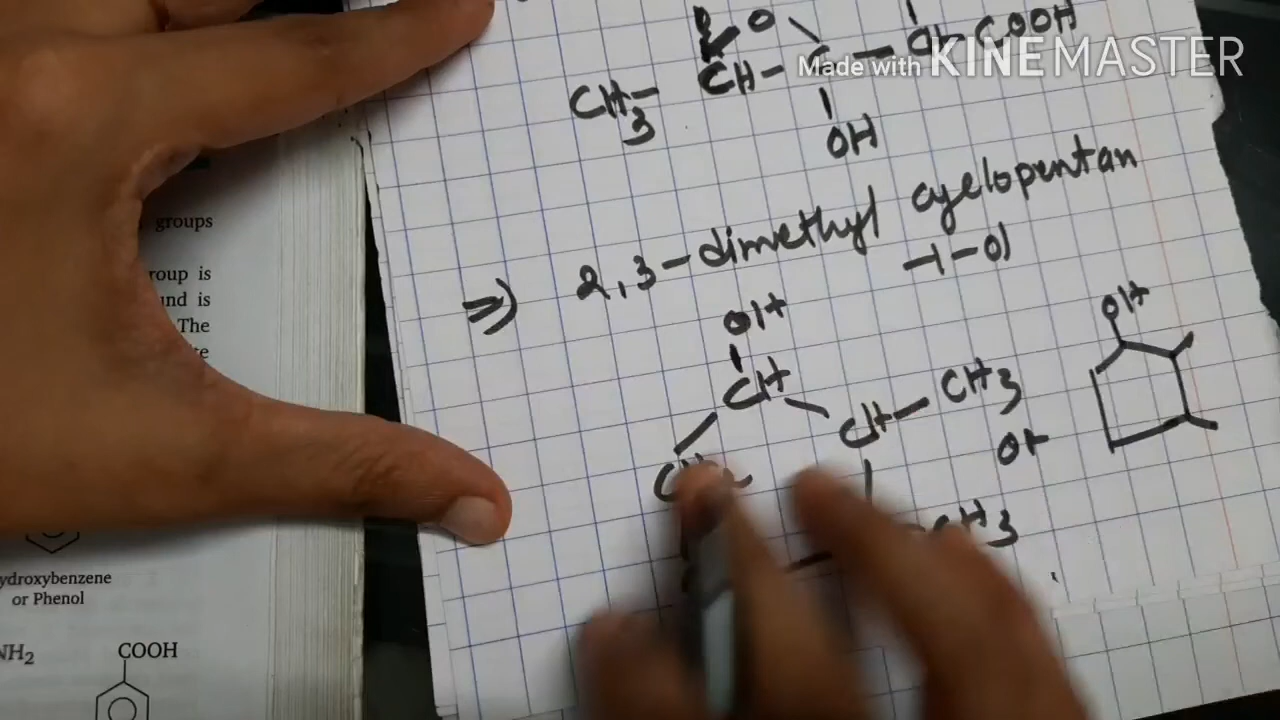 O CH-COOH
Made with KINEMASTER
CH3 - CH - C -
OH
=> 2,3-dimethyl cyclopentan
-1-ol
OH
OH
CH
CH - CH3
or
CH3
groups
roup is
und is
The
ydroxybenzene
or Phenol
NH2
COOH